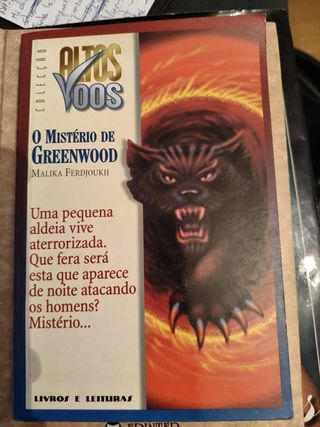 COLECÇÃO
ALTOS
VOOS
O MISTÉRIO DE
GREENWOOD
MALIKA FERDJOUKH
Uma pequena
aldeia vive
aterrorizada.
Que fera será
esta que aparece
de noite atacando
os homens?
Mistério...
LIVROS E LEITURAS